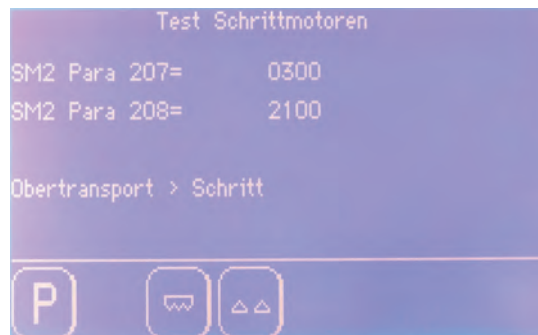 Test Schrittmotoren
SM2 Para 207= 0300
SM2 Para 208= 2100
Obertransport > Schritt
P